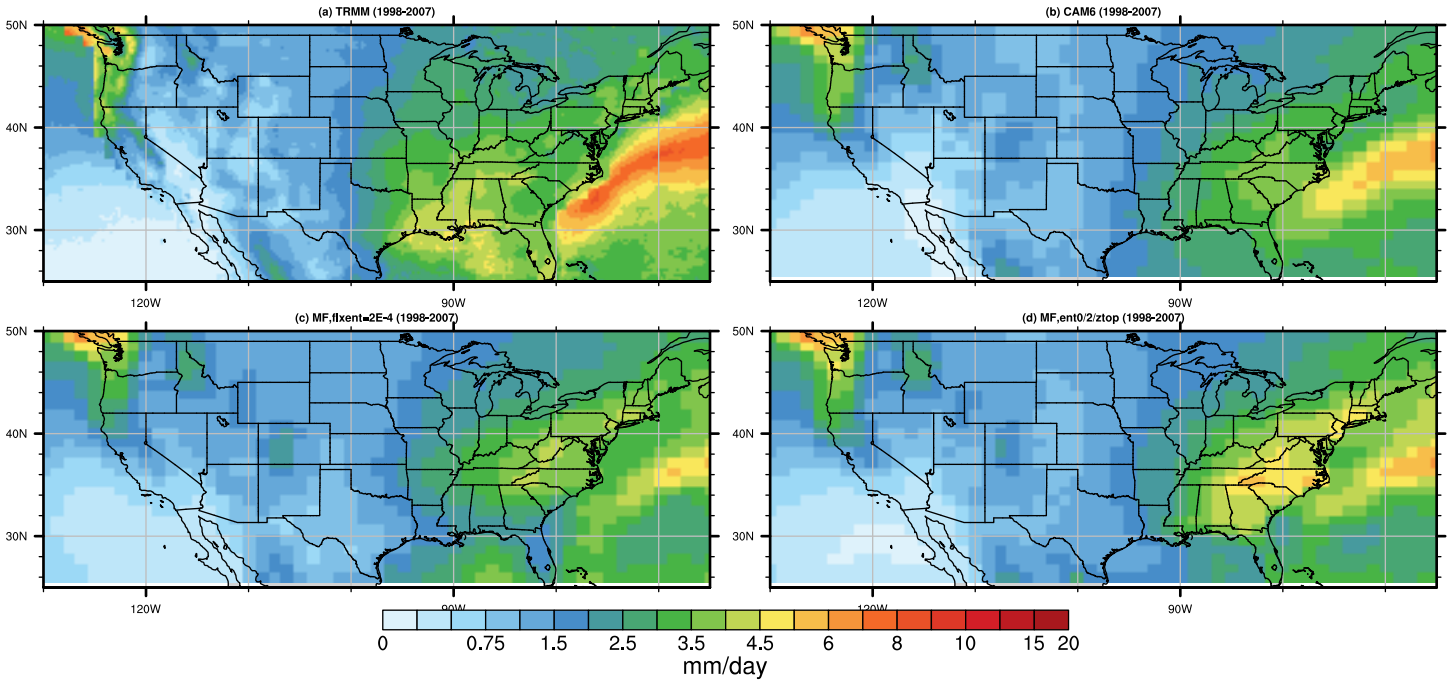 (a) TRMM (1998-2007)
(b) CAM6 (1998-2007)
50N
40N
30N
50N
40N
30N
120W
90W
120W
90W
(c) MF,flxent=2E-4 (1998-2007)
(d) MF,ent0/2/ztop (1998-2007)
50N
40N
30N
50N
40N
30N
120W
90W
120W
90W
0 0.75 1.5 2.5 3.5 4.5 6 8 10 15 20
mm/day